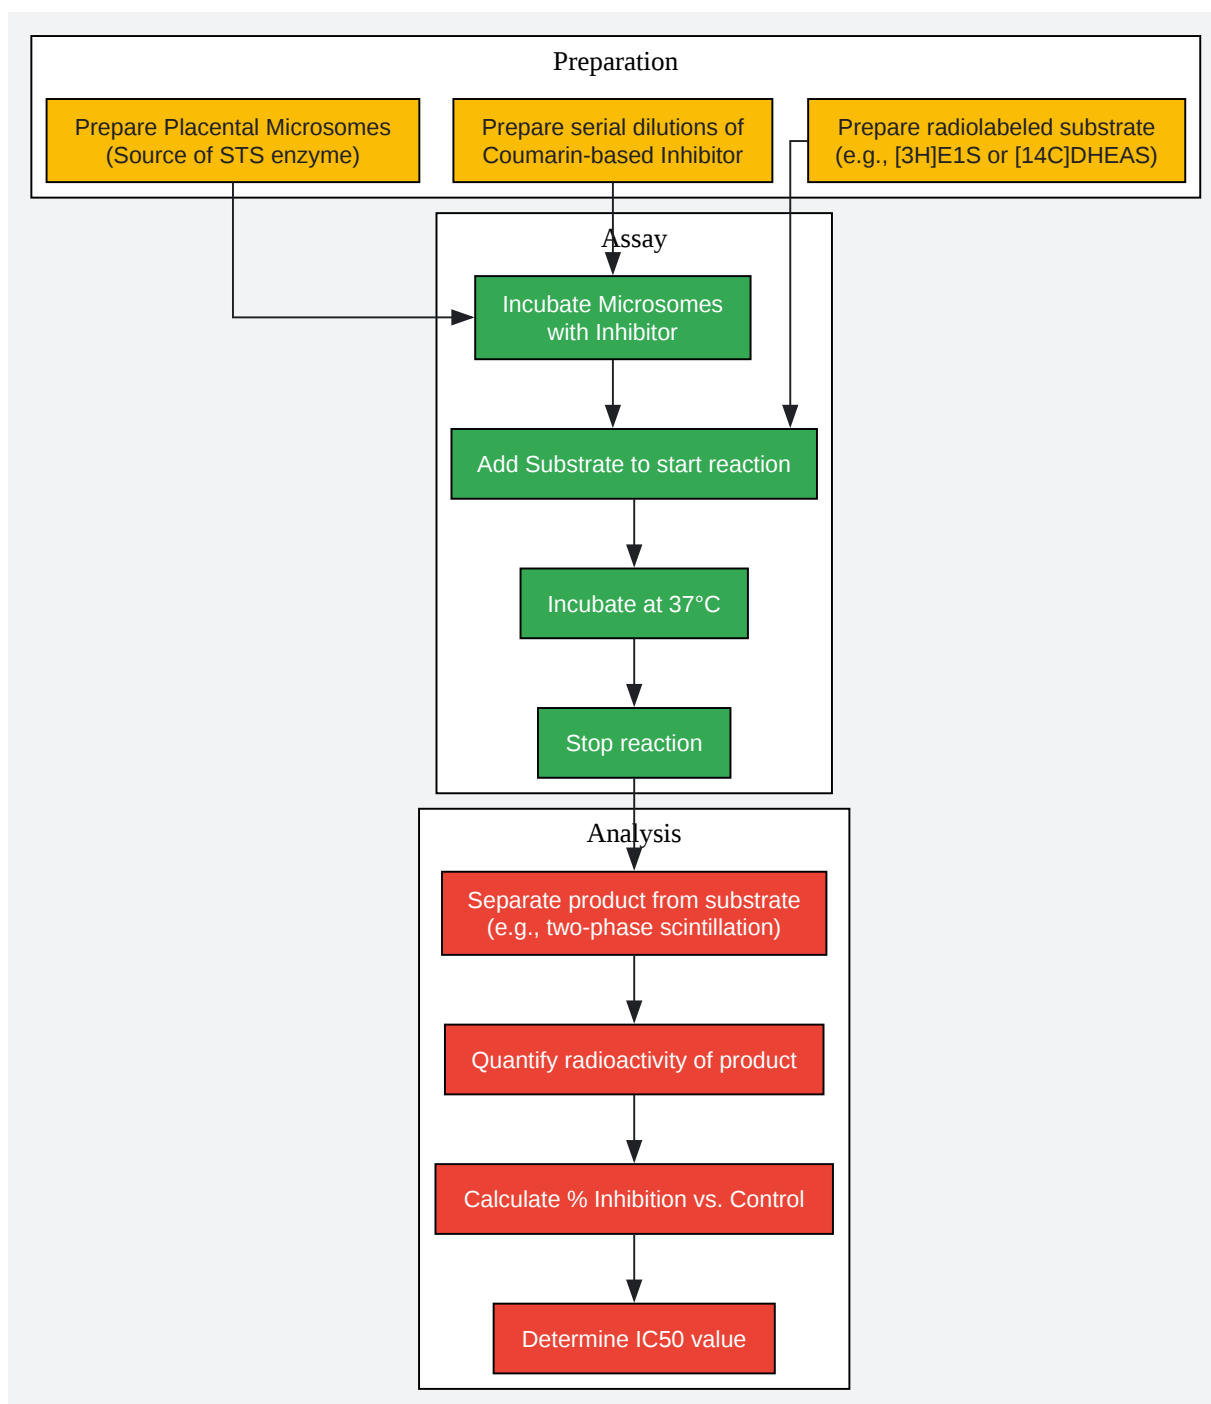 Preparation
Prepare Placental Microsomes
(Source of STS enzyme)
Prepare serial dilutions of
Coumarin-based Inhibitor
Prepare radiolabeled substrate
(e.g., [3H]E1S or [14C]DHEAS)
Assay
Incubate Microsomes
with Inhibitor
Add Substrate to start reaction
Incubate at 37°C
Stop reaction
Analysis
Separate product from substrate
(e.g., two-phase scintillation)
Quantify radioactivity of product
Calculate % Inhibition vs. Control
Determine IC50 value